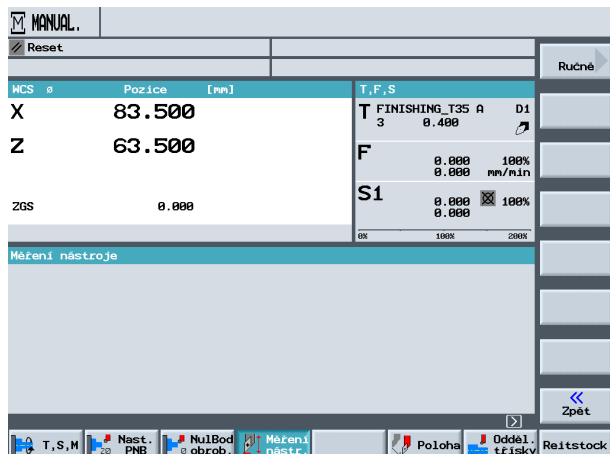 M MANUAL.
Reset
Ručně
WCS ø Pozice [mm]
T,F,S
X 83.500
T FINISHING_T35 A D1
3 0.400
Z 63.500
F 0.000 100%
0.000 mm/min
S1 0.000 100%
0.000
ZGS 0.000
0% 100% 200%
Měření nástroje
Zpět
T,S,M
Nast.
PNB
NulBod
ø obrob.
Měření
nástr.
Poloha
Odděl.
třísky
Reitstock